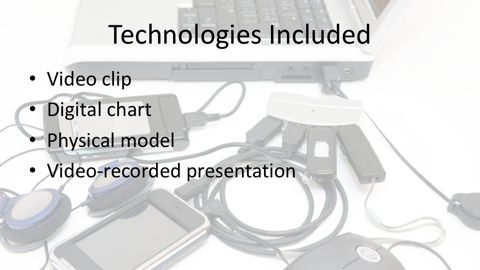 Technologies Included
• Video clip
• Digital chart
• Physical model
• Video-recorded presentation